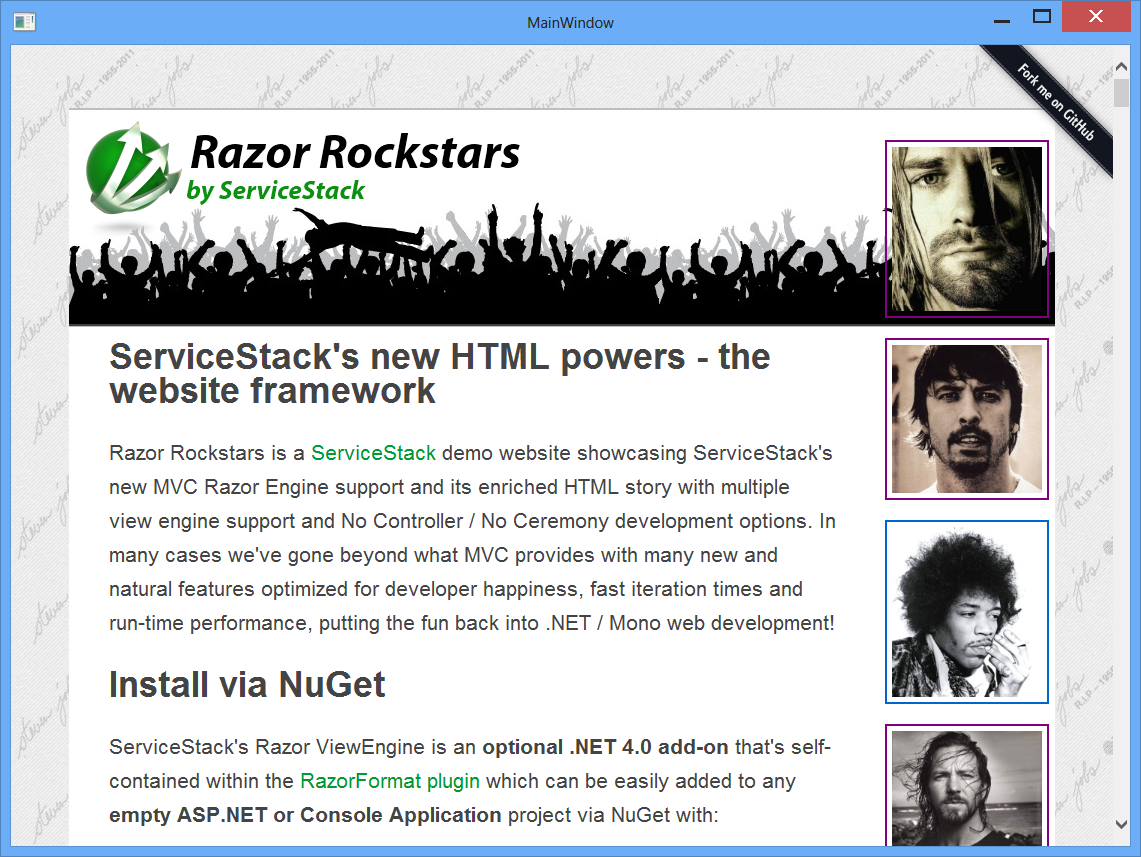 MainWindow
Fork me on GitHub
Razor Rockstars
by ServiceStack
ServiceStack's new HTML powers - the
website framework
Razor Rockstars is a ServiceStack demo website showcasing ServiceStack's
new MVC Razor Engine support and its enriched HTML story with multiple
view engine support and No Controller / No Ceremony development options. In
many cases we've gone beyond what MVC provides with many new and
natural features optimized for developer happiness, fast iteration times and
run-time performance, putting the fun back into .NET / Mono web development!
Install via NuGet
ServiceStack's Razor ViewEngine is an optional .NET 4.0 add-on that's self-
contained within the RazorFormat plugin which can be easily added to any
empty ASP.NET or Console Application project via NuGet with:
steven jobs
R.I.P – 1955-2011